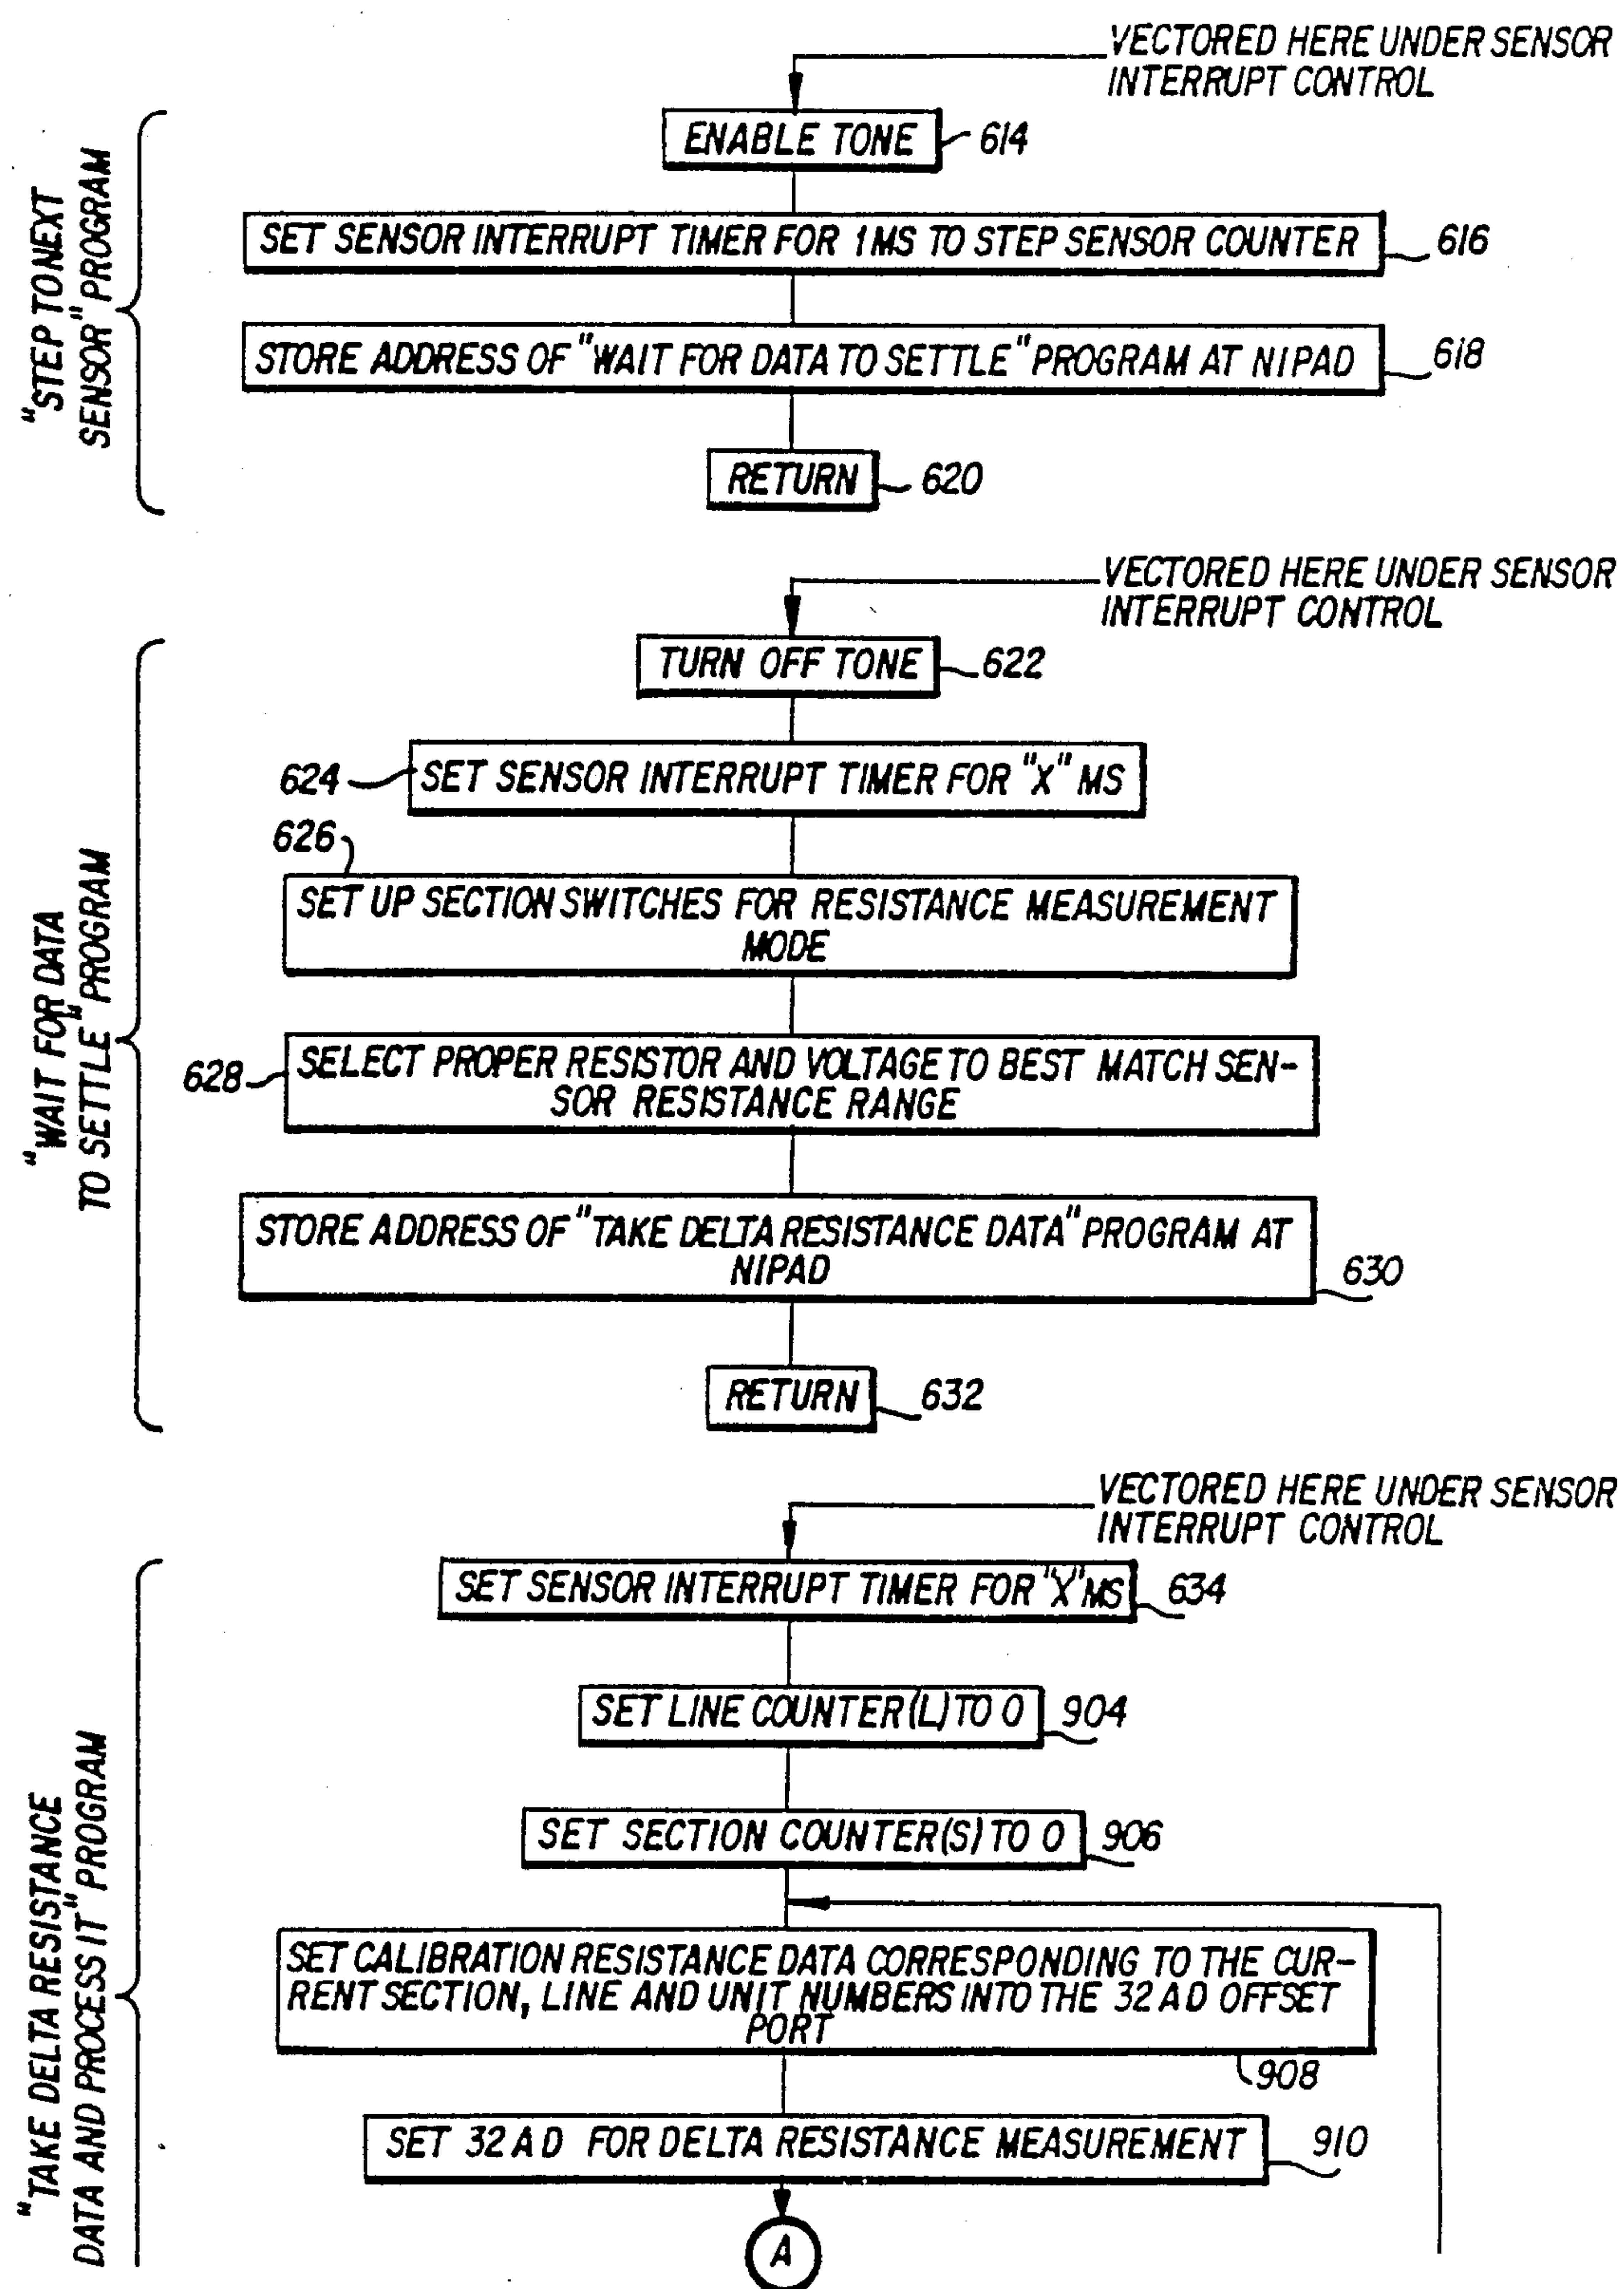 VECTORED HERE UNDER SENSOR
INTERRUPT CONTROL
"STEP TO NEXT
SENSOR" PROGRAM
ENABLE TONE
614
SET SENSOR INTERRUPT TIMER FOR 1MS TO STEP SENSOR COUNTER
616
STORE ADDRESS OF "WAIT FOR DATA TO SETTLE" PROGRAM AT NIPAD
618
RETURN
620
VECTORED HERE UNDER SENSOR
INTERRUPT CONTROL
"WAIT FOR DATA
TO SETTLE" PROGRAM
TURN OFF TONE
622
624
SET SENSOR INTERRUPT TIMER FOR "X" MS
626
SET UP SECTION SWITCHES FOR RESISTANCE MEASUREMENT
MODE
628
SELECT PROPER RESISTOR AND VOLTAGE TO BEST MATCH SEN-
SOR RESISTANCE RANGE
STORE ADDRESS OF "TAKE DELTA RESISTANCE DATA" PROGRAM AT
NIPAD
630
RETURN
632
VECTORED HERE UNDER SENSOR
INTERRUPT CONTROL
"TAKE DELTA RESISTANCE
DATA AND PROCESS IT" PROGRAM
SET SENSOR INTERRUPT TIMER FOR "X" MS
634
SET LINE COUNTER (L) TO 0
904
SET SECTION COUNTER (S) TO 0
906
SET CALIBRATION RESISTANCE DATA CORRESPONDING TO THE CUR-
RENT SECTION, LINE AND UNIT NUMBERS INTO THE 32 AD OFFSET
PORT
908
SET 32 AD FOR DELTA RESISTANCE MEASUREMENT
910
A